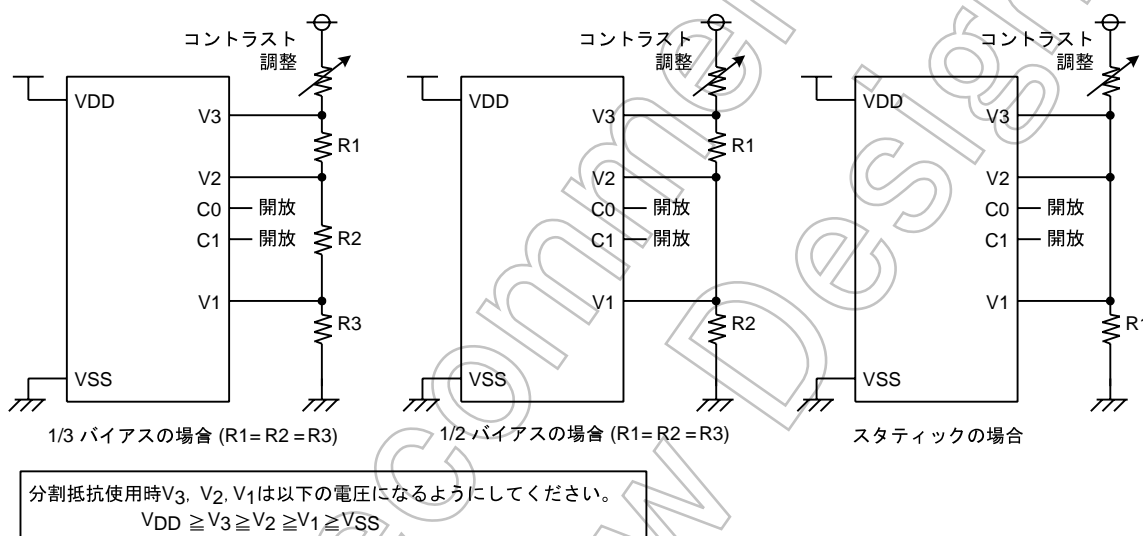 コントラスト
調整
VDD
V3
R1
V2
C0 開放
R2
C1 開放
V1
R3
VSS
1/3 バイアスの場合 (R1=R2=R3)
コントラスト
調整
VDD
V3
R1
V2
C0 開放
C1 開放
V1
R2
VSS
1/2 バイアスの場合 (R1=R2=R3)
コントラスト
調整
VDD
V3
V2
C0 開放
C1 開放
V1
R1
VSS
スタティックの場合
分割抵抗使用時V3, V2, V1は以下の電圧になるようにしてください。
VDD ≧V3≧V2 ≧V1≧VSS